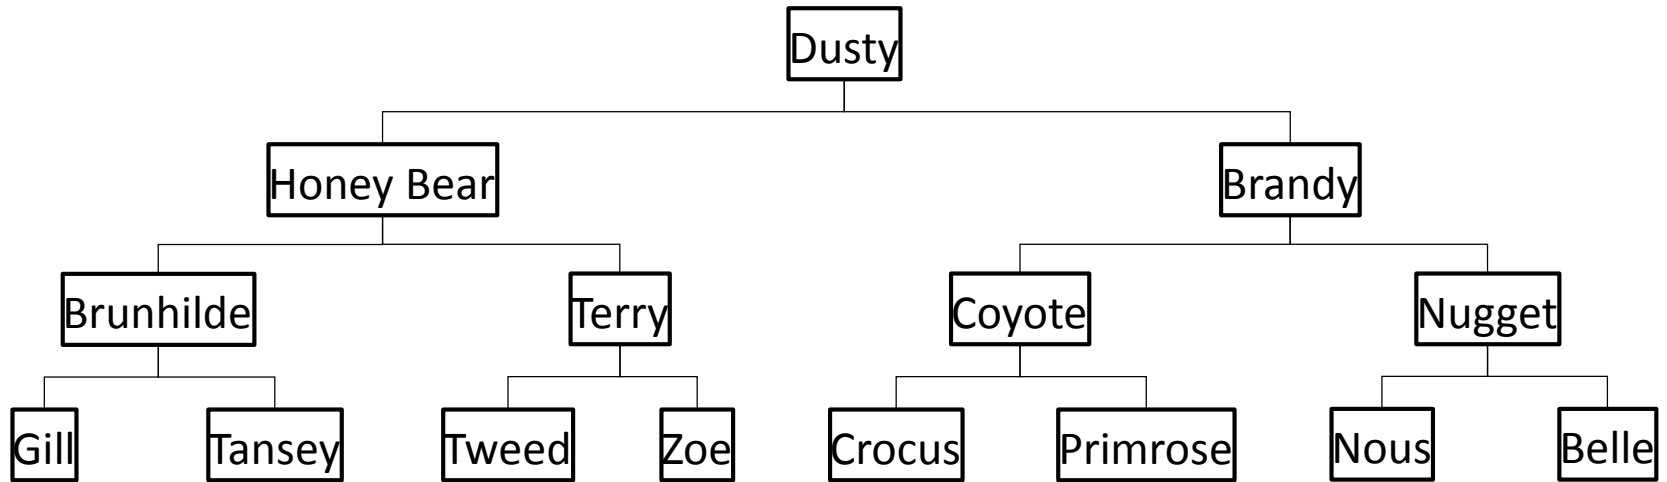 Dusty
Honey Bear
Brandy
Brunhilde
Terry
Coyote
Nugget
Gill
Tansey
Tweed
Zoe
Crocus
Primrose
Nous
Belle